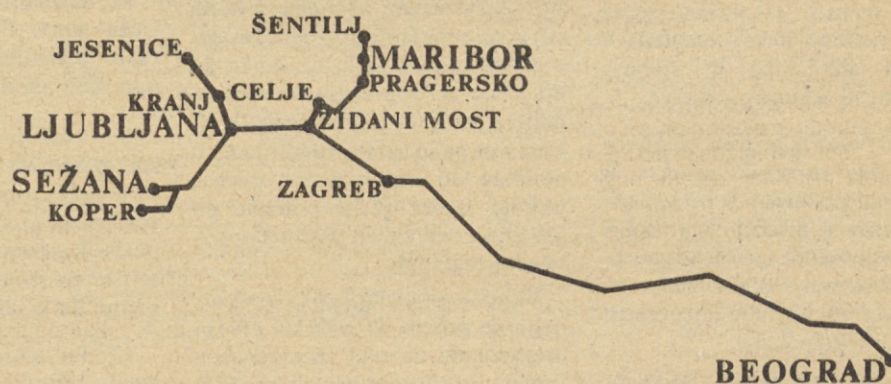 ŠENTILJ
JESENICE
MARIBOR
PRAGERSKO
KRANJ
CELJE
LJUBLJANA
ZIDANI MOST
SEŽANA
ZAGREB
KOPER
BEOGRAD